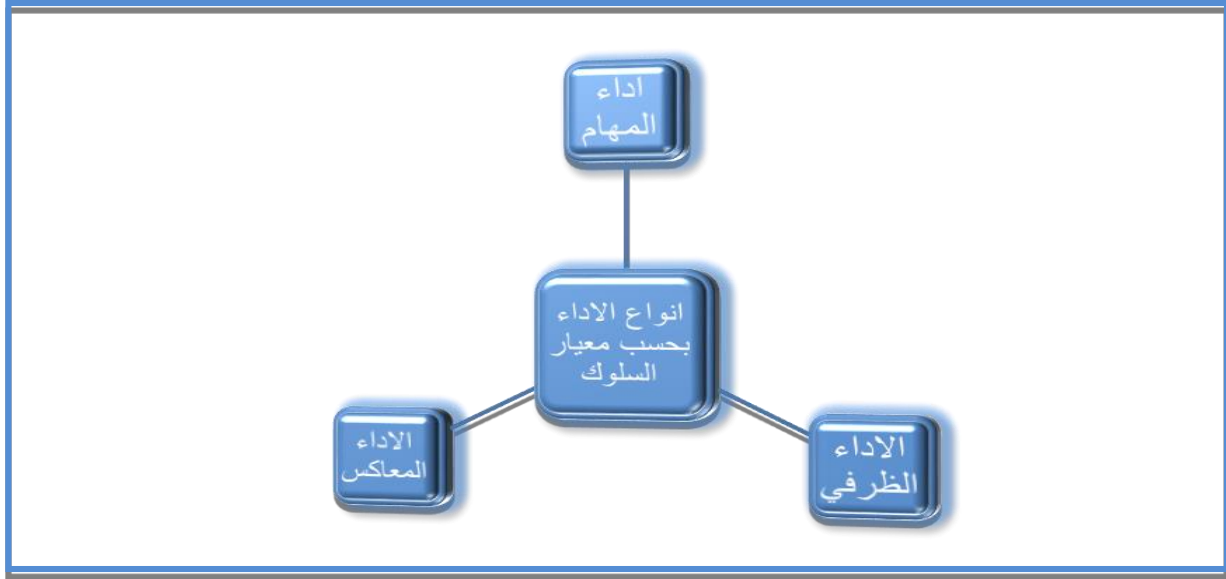 اداء
المهام
انواع الاداء
بحسب معيار
السلوك
الاداء
الظرفي
الاداء
المعاكس